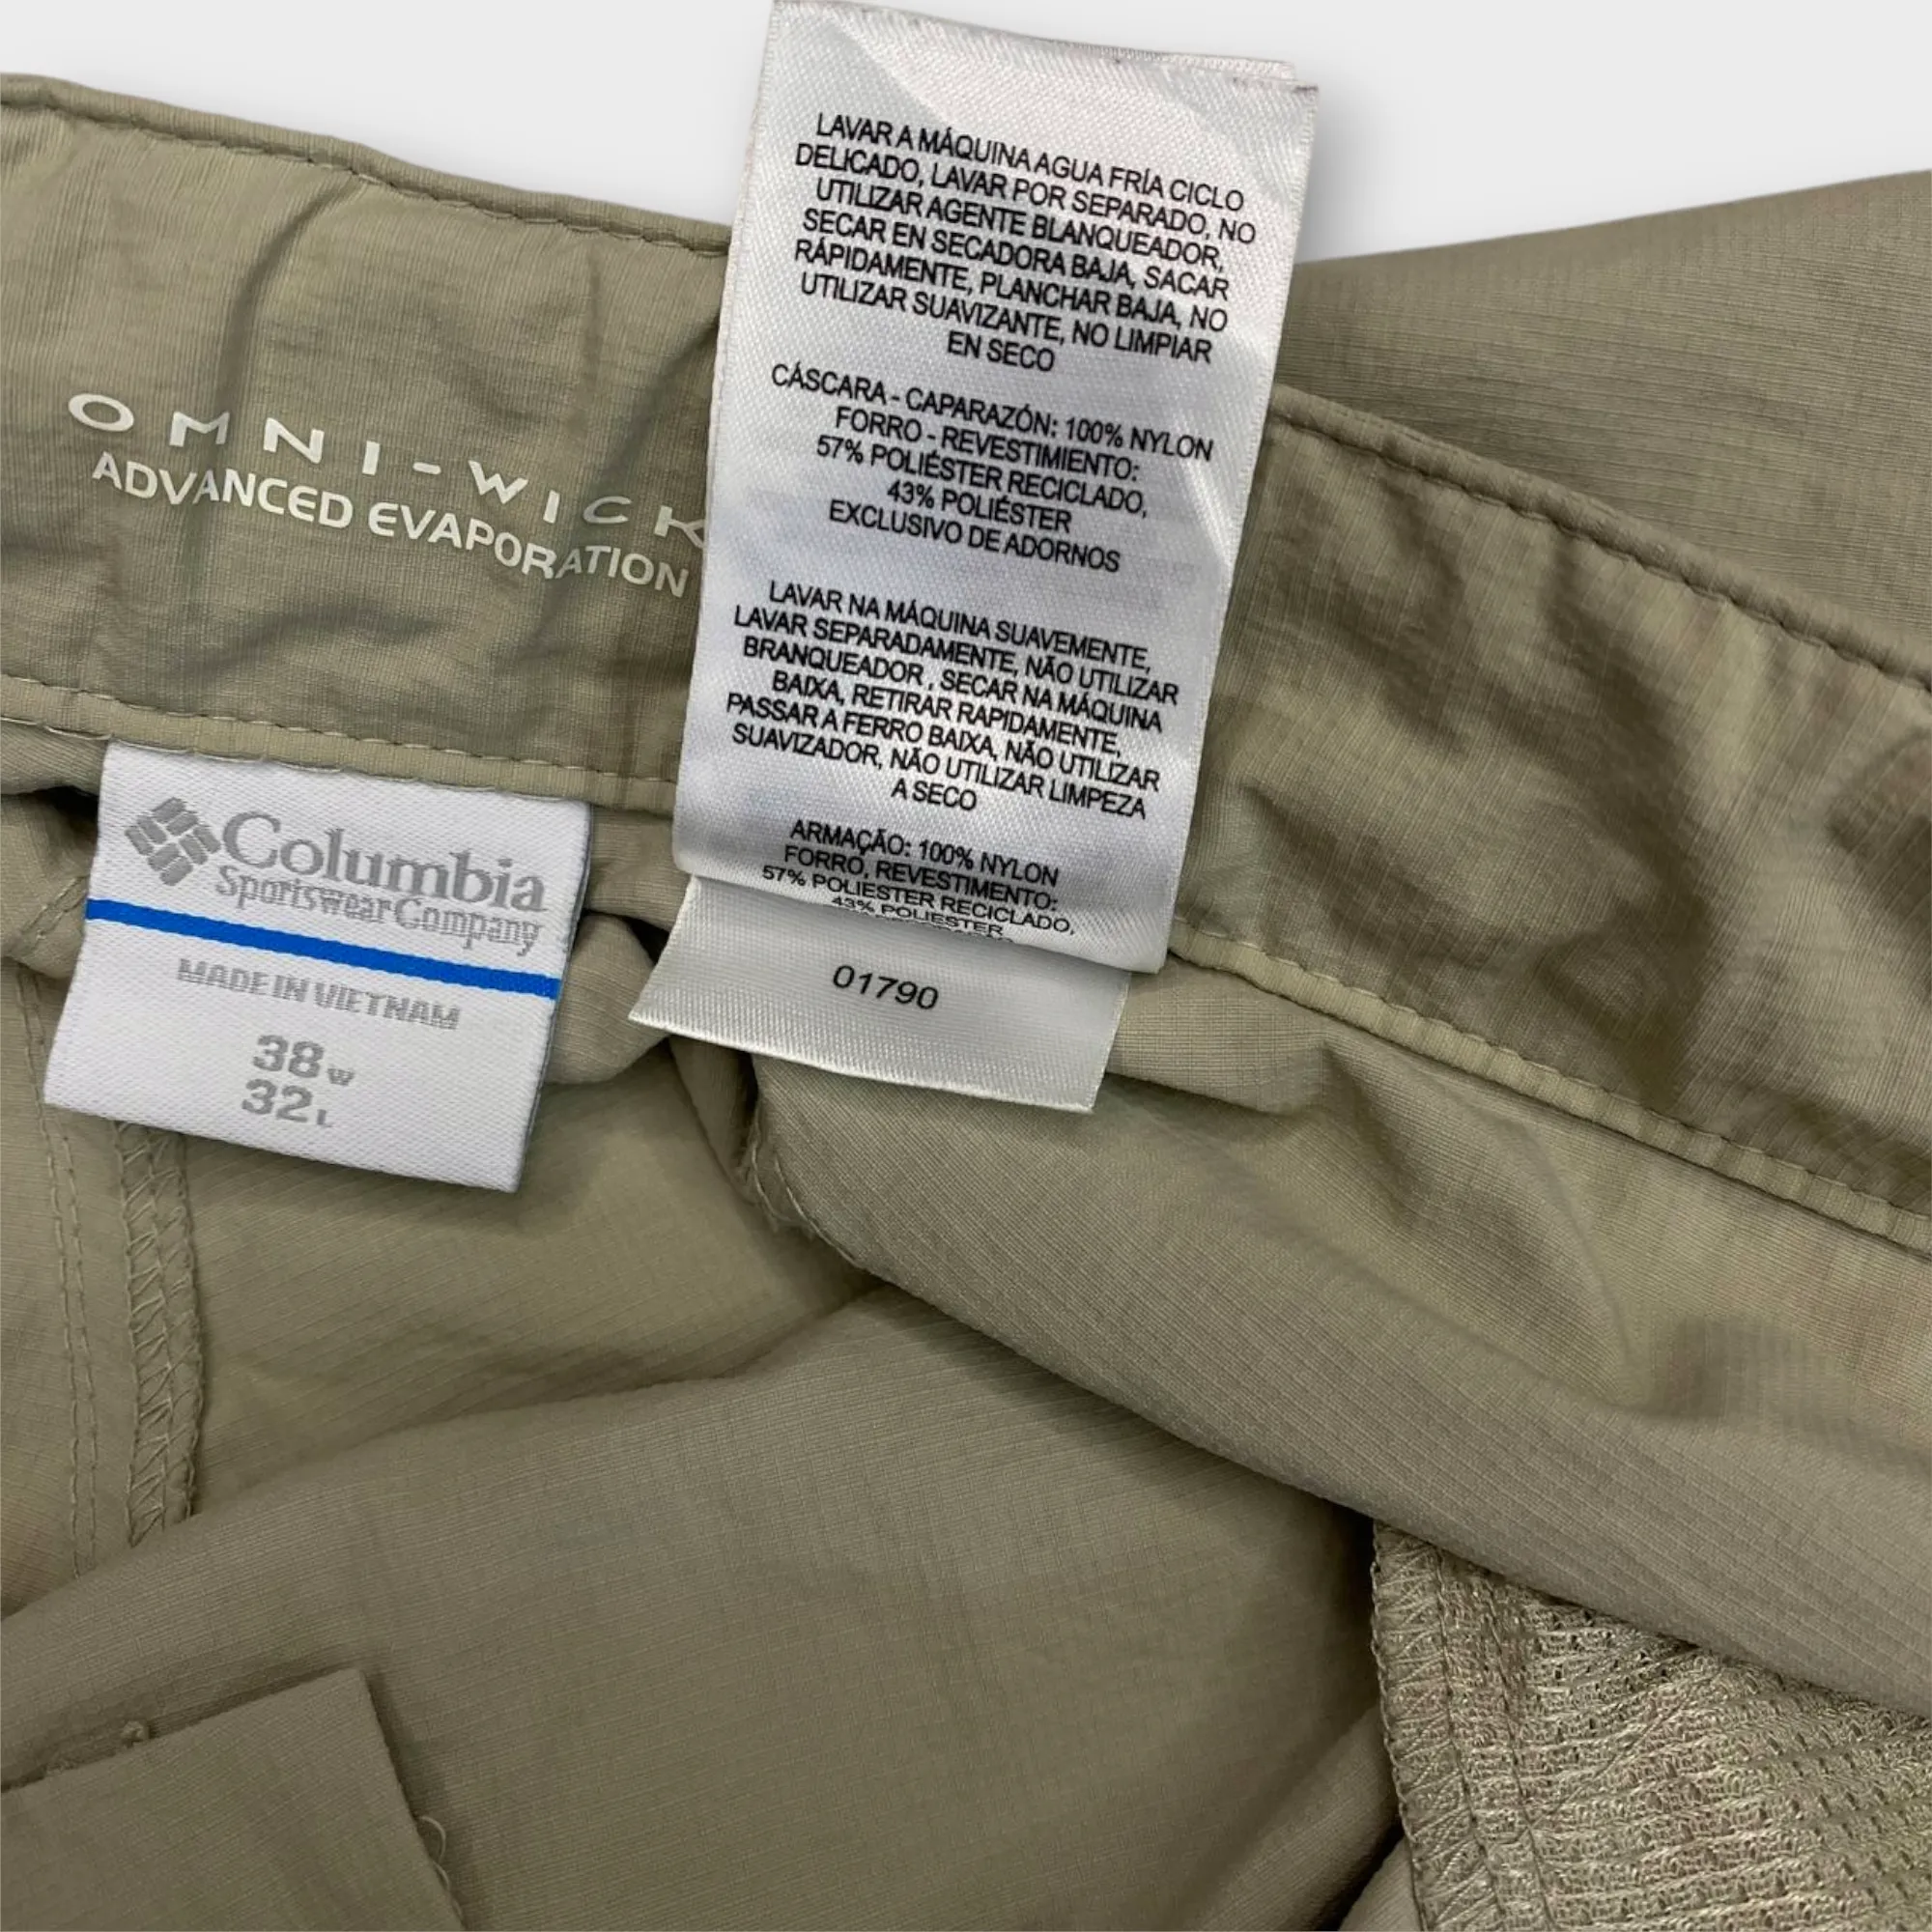 OMNI-WICK
ADVANCED EVAPORATION
Columbia
Sportswear Company
MADE IN VIETNAM
38W
32L
LAVAR A MÁQUINA AGUA FRÍA CICLO
DELICADO, LAVAR POR SEPARADO, NO
UTILIZAR AGENTE BLANQUEADOR,
SECAR EN SECADORA BAJA, SACAR
RÁPIDAMENTE, PLANCHAR BAJA, NO
UTILIZAR SUAVIZANTE, NO LIMPIAR
EN SECO
CÁSCARA - CAPARAZÓN: 100% NYLON
FORRO - REVESTIMIENTO:
57% POLIÉSTER RECICLADO,
43% POLIÉSTER
EXCLUSIVO DE ADORNOS
LAVAR NA MÁQUINA SUAVEMENTE,
LAVAR SEPARADAMENTE, NÃO UTILIZAR
BRANQUEADOR , SECAR NA MÁQUINA
BAIXA, RETIRAR RAPIDAMENTE,
PASSAR A FERRO BAIXA, NÃO UTILIZAR
SUAVIZADOR, NÃO UTILIZAR LIMPEZA
A SECO
ARMAÇÃO: 100% NYLON
FORRO, REVESTIMENTO:
57% POLIESTER RECICLADO,
43% POLIESTER
01790